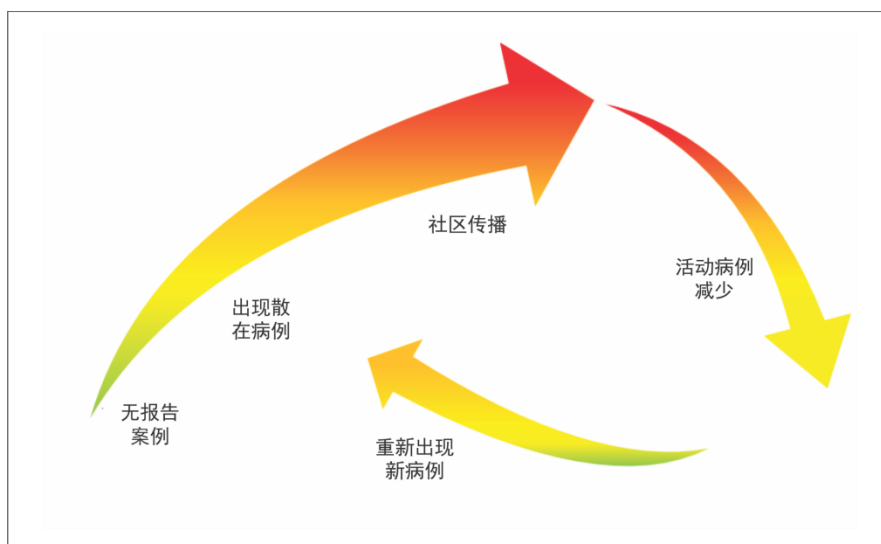 社区传播
活动病例
减少
出现散
在病例
无报告
案例
重新出现
新病例